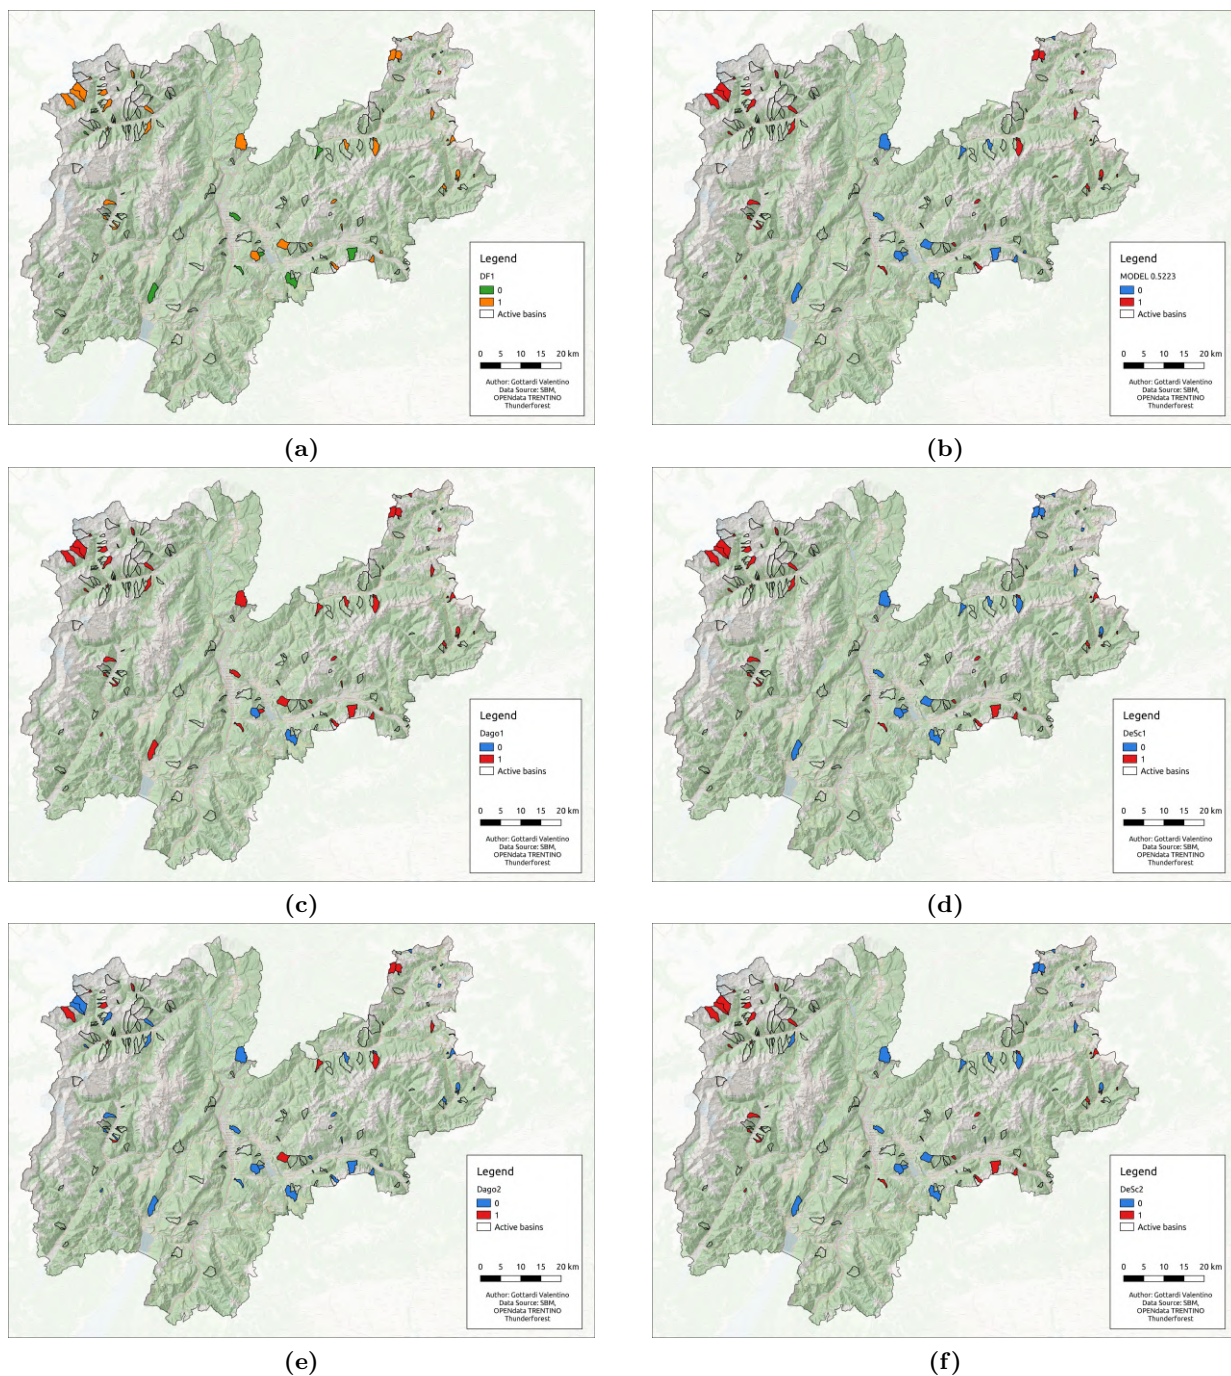 Legend
DF1
0
1
Active basins
0 5 10 15 20 km
Author: Gottardi Valentino
Data Source: SBM,
OPENdata TRENTINO
Thunderforest
(a)
Legend
MODEL 0.5223
0
1
Active basins
0 5 10 15 20 km
Author: Gottardi Valentino
Data Source: SBM,
OPENdata TRENTINO
Thunderforest
(b)
Legend
Dago1
0
1
Active basins
0 5 10 15 20 km
Author: Gottardi Valentino
Data Source: SBM,
OPENdata TRENTINO
Thunderforest
(c)
Legend
DeSc1
0
1
Active basins
0 5 10 15 20 km
Author: Gottardi Valentino
Data Source: SBM,
OPENdata TRENTINO
Thunderforest
(d)
Legend
Dago2
0
1
Active basins
0 5 10 15 20 km
Author: Gottardi Valentino
Data Source: SBM,
OPENdata TRENTINO
Thunderforest
(e)
Legend
DeSc2
0
1
Active basins
0 5 10 15 20 km
Author: Gottardi Valentino
Data Source: SBM,
OPENdata TRENTINO
Thunderforest
(f)